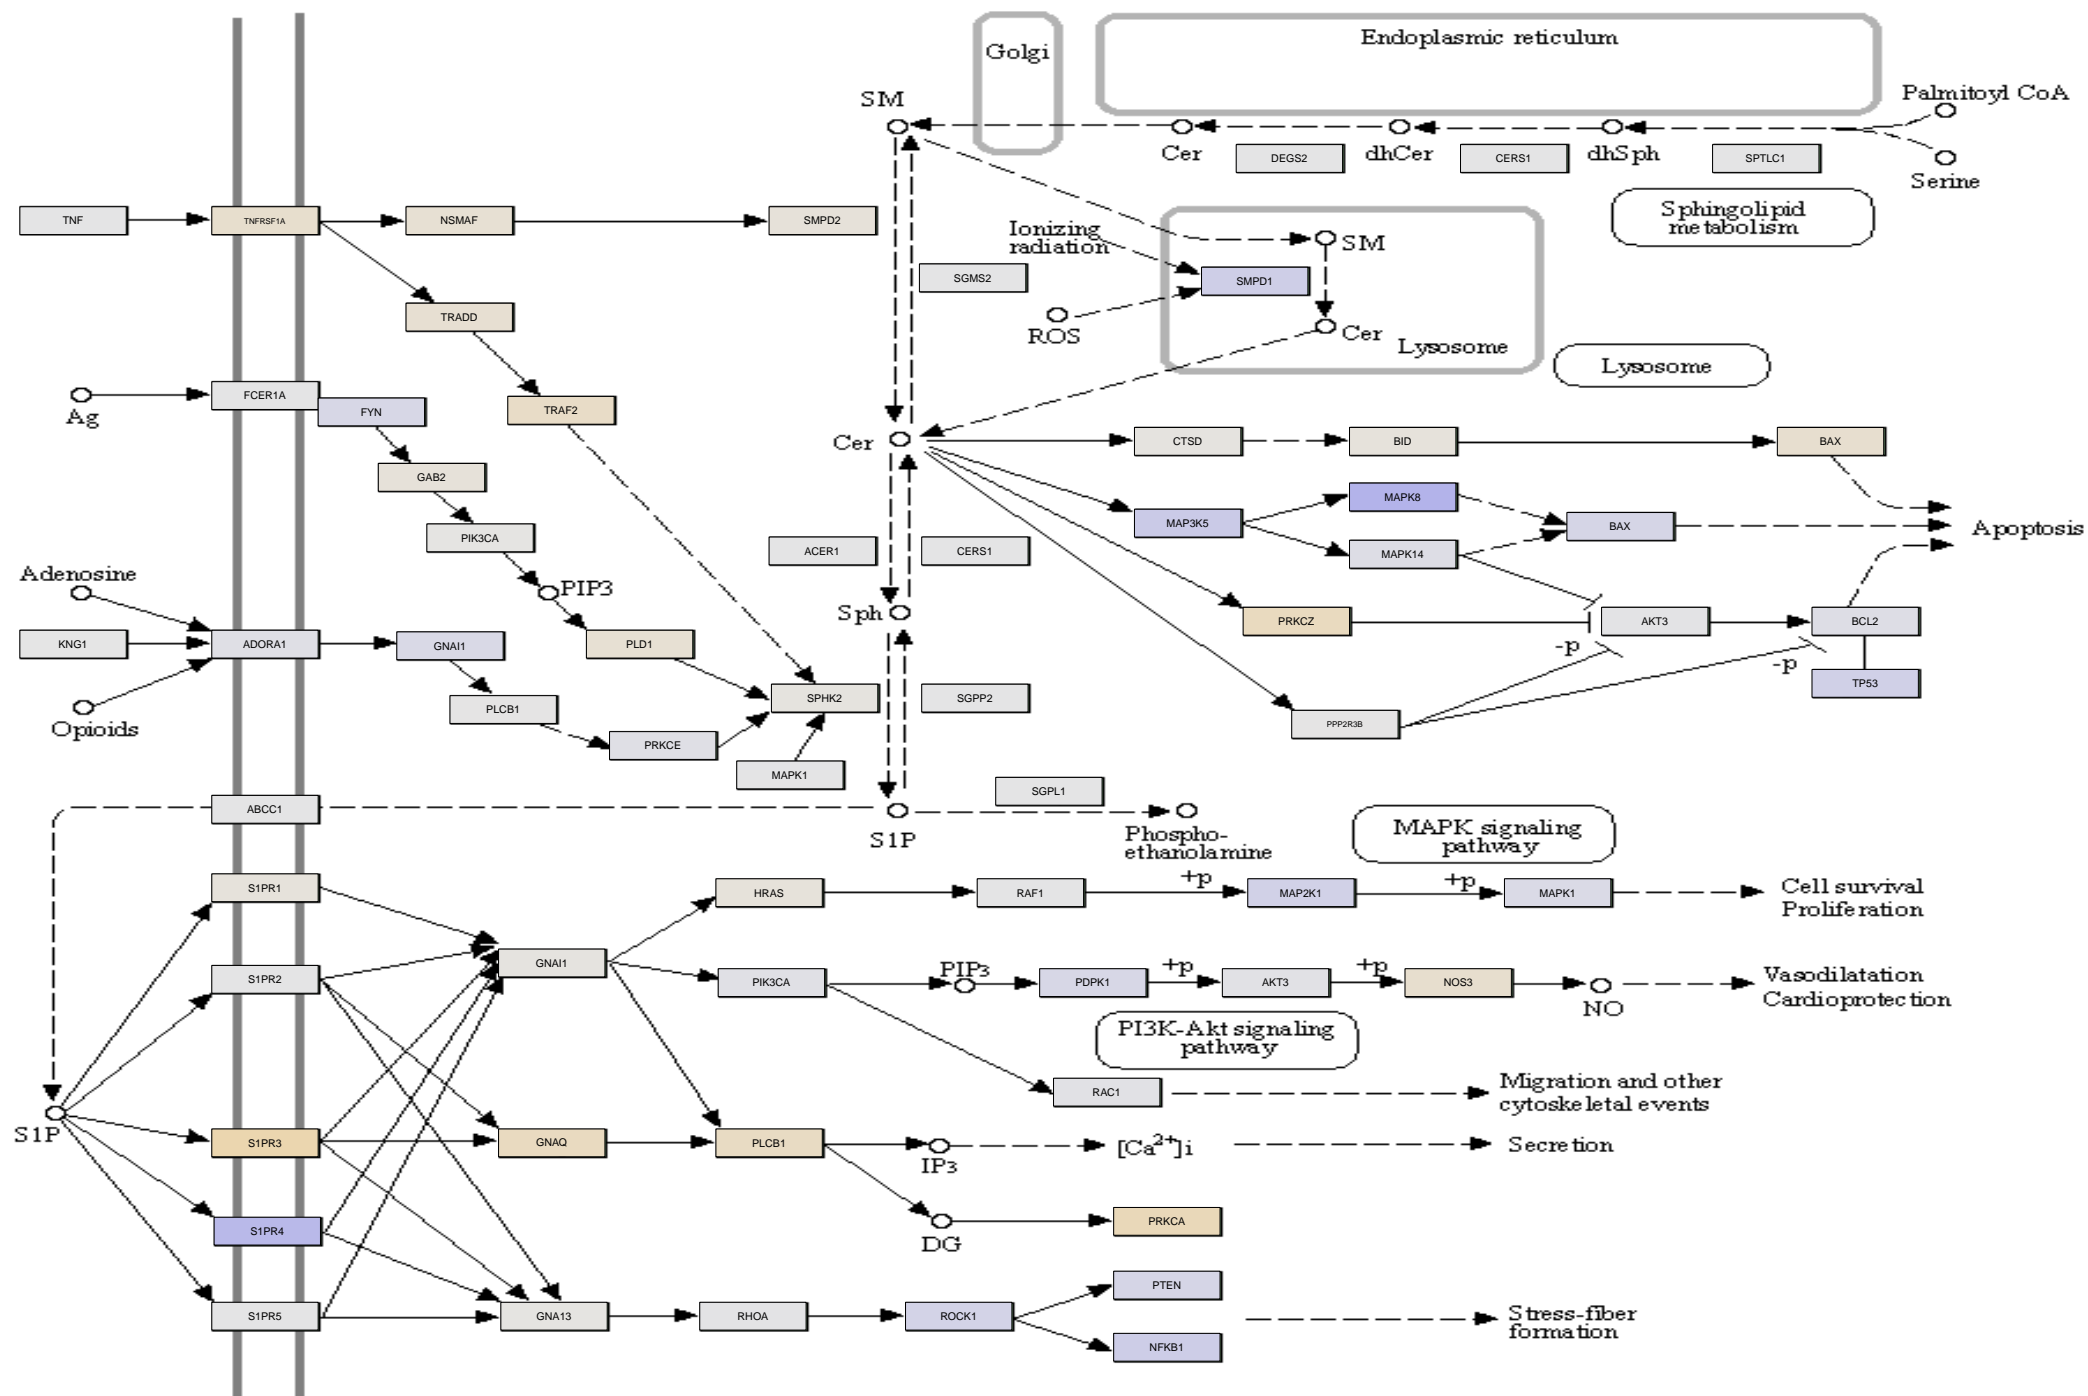 Golgi
Endoplasmic reticulum
SM
Palmitoyl CoA
Cer
DEGS2
dhCer
CERS1
dhSph
SPTLC1
Serine
TNF
TNFRSF1A
NSMAF
SMPD2
Sphingolipid
metabolism
Ionizing
radiation
SM
SGMS2
SMPD1
TRADD
ROS
Cer
Lysosome
Lysosome
FCER1A
Ag
FYN
TRAF2
Cer
CTSD
BID
BAX
GAB2
MAPK8
MAP3K5
BAX
Apoptosis
PIK3CA
ACER1
CERS1
MAPK14
Adenosine
PIP3
Sph
PRKCZ
AKT3
BCL2
KNG1
ADORA1
GNAI1
PLD1
-p
-p
TP53
Opioids
PLCB1
SPHK2
SGPP2
PPP2R3B
PRKCE
MAPK1
ABCC1
SGPL1
S1P
Phospho-
ethanolamine
MAPK signaling
pathway
S1PR1
HRAS
RAF1
+p
MAP2K1
+p
MAPK1
Cell survival
Proliferation
S1PR2
GNAI1
PIK3CA
PIP3
PDPK1
+p
AKT3
+p
NOS3
NO
Vasodilatation
Cardioprotection
PI3K-Akt signaling
pathway
RAC1
Migration and other
cytoskeletal events
S1P
S1PR3
GNAQ
PLCB1
IP3
[Ca2+]i
Secretion
S1PR4
DG
PRKCA
PTEN
S1PR5
GNA13
RHOA
ROCK1
Stress-fiber
formation
NFKB1